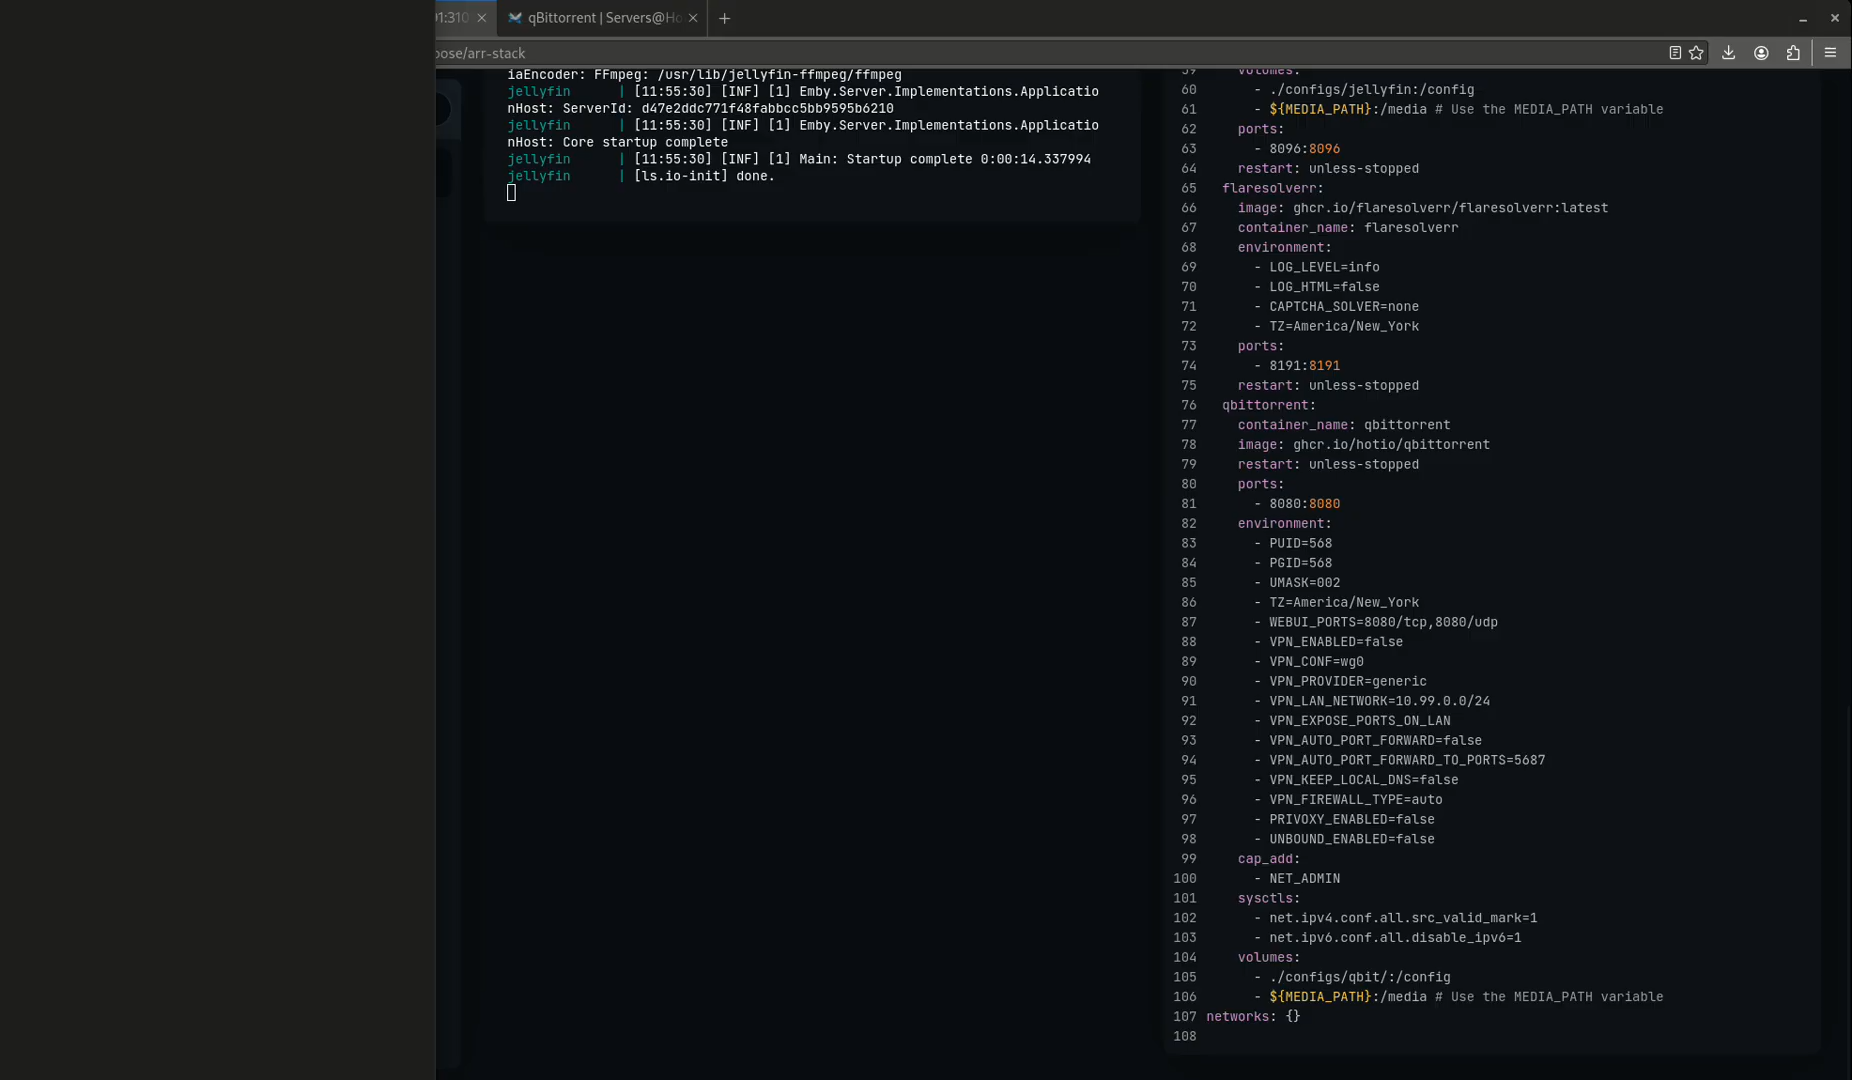 01:310
qBittorrent | Servers@Ho
pose/arr-stack
iaEncoder: FFmpeg: /usr/lib/jellyfin-ffmpeg/ffmpeg
jellyfin | [11:55:30] [INF] [1] Emby.Server.Implementations.Applicatio
nHost: ServerId: d47e2ddc771f48fabbcc5bb9595b6210
jellyfin | [11:55:30] [INF] [1] Emby.Server.Implementations.Applicatio
nHost: Core startup complete
jellyfin | [11:55:30] [INF] [1] Main: Startup complete 0:00:14.337994
jellyfin | [ls.io-init] done.
59 volumes:
60 - ./configs/jellyfin:/config
61 - ${MEDIA_PATH}:/media # Use the MEDIA_PATH variable
62 ports:
63 - 8096:8096
64 restart: unless-stopped
65 flaresolverr:
66 image: ghcr.io/flaresolverr/flaresolverr:latest
67 container_name: flaresolverr
68 environment:
69 - LOG_LEVEL=info
70 - LOG_HTML=false
71 - CAPTCHA_SOLVER=none
72 - TZ=America/New_York
73 ports:
74 - 8191:8191
75 restart: unless-stopped
76 qbittorrent:
77 container_name: qbittorrent
78 image: ghcr.io/hotio/qbittorrent
79 restart: unless-stopped
80 ports:
81 - 8080:8080
82 environment:
83 - PUID=568
84 - PGID=568
85 - UMASK=002
86 - TZ=America/New_York
87 - WEBUI_PORTS=8080/tcp,8080/udp
88 - VPN_ENABLED=false
89 - VPN_CONF=wg0
90 - VPN_PROVIDER=generic
91 - VPN_LAN_NETWORK=10.99.0.0/24
92 - VPN_EXPOSE_PORTS_ON_LAN
93 - VPN_AUTO_PORT_FORWARD=false
94 - VPN_AUTO_PORT_FORWARD_TO_PORTS=5687
95 - VPN_KEEP_LOCAL_DNS=false
96 - VPN_FIREWALL_TYPE=auto
97 - PRIVOXY_ENABLED=false
98 - UNBOUND_ENABLED=false
99 cap_add:
100 - NET_ADMIN
101 sysctls:
102 - net.ipv4.conf.all.src_valid_mark=1
103 - net.ipv6.conf.all.disable_ipv6=1
104 volumes:
105 - ./configs/qbit/:/config
106 - ${MEDIA_PATH}:/media # Use the MEDIA_PATH variable
107 networks: {}
108